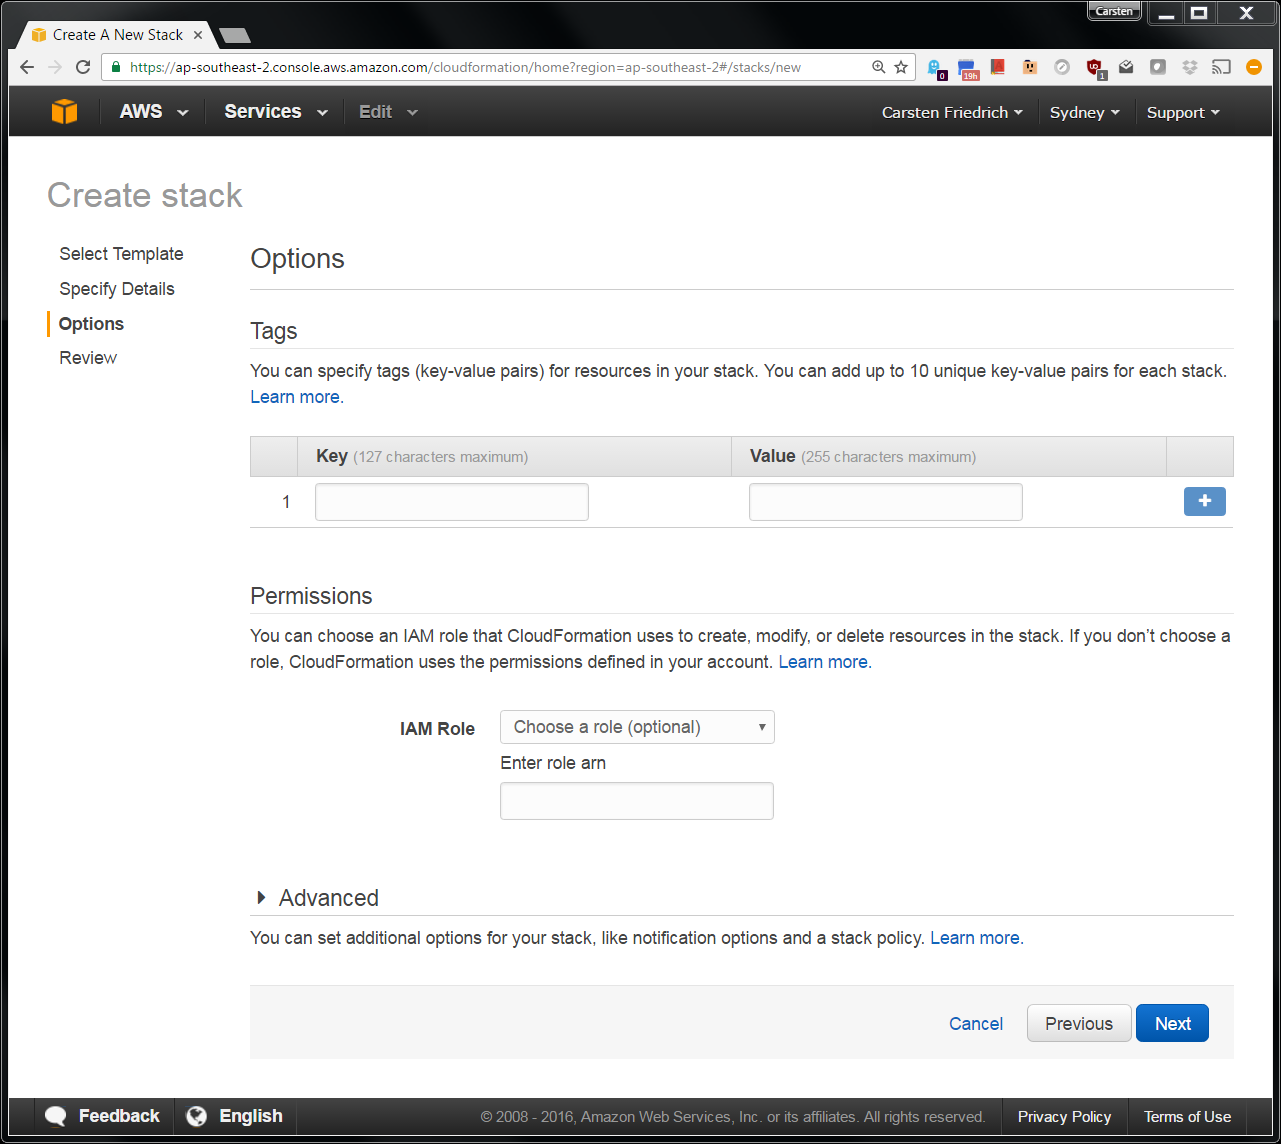 Carsten
Create A New Stack
https://ap-southeast-2.console.aws.amazon.com/cloudformation/home?region=ap-southeast-2#/stacks/new
0
19h
1
AWS Services Edit Carsten Friedrich Sydney Support
Create stack
Select Template
Specify Details
Options
Review
Options
Tags
You can specify tags (key-value pairs) for resources in your stack. You can add up to 10 unique key-value pairs for each stack.
Learn more.
Key (127 characters maximum) Value (255 characters maximum)
1
Permissions
You can choose an IAM role that CloudFormation uses to create, modify, or delete resources in the stack. If you don’t choose a
role, CloudFormation uses the permissions defined in your account. Learn more.
IAM Role Choose a role (optional)
Enter role arn
Advanced
You can set additional options for your stack, like notification options and a stack policy. Learn more.
Cancel Previous Next
Feedback English © 2008 - 2016, Amazon Web Services, Inc. or its affiliates. All rights reserved. Privacy Policy Terms of Use